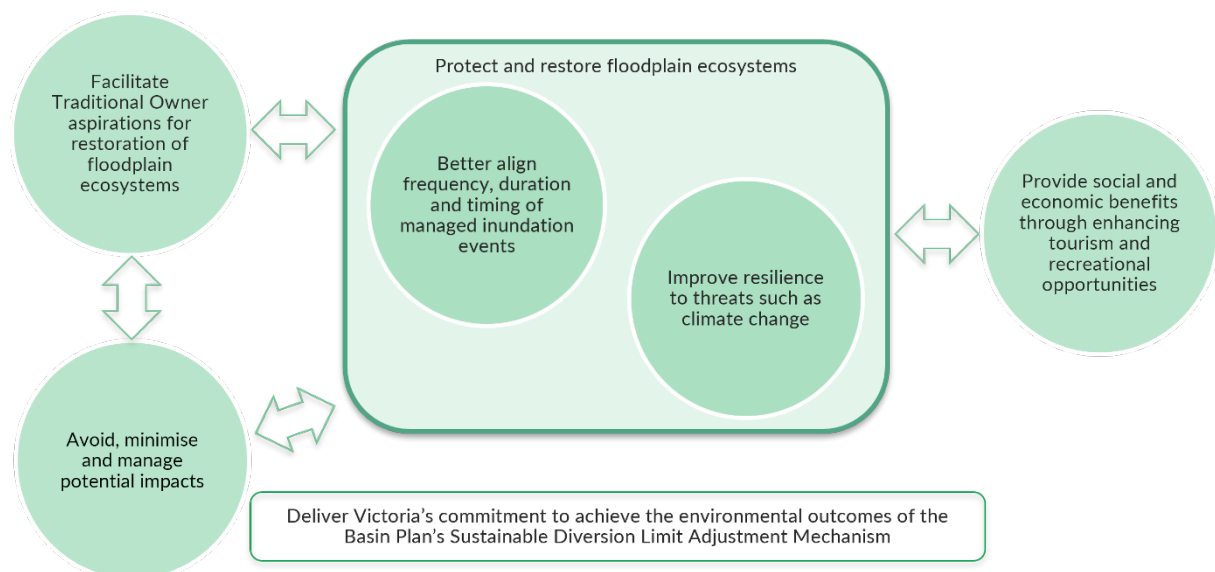 Facilitate
Traditional Owner
aspirations for
restoration of
floodplain
ecosystems
Protect and restore floodplain ecosystems
Better align
frequency, duration
and timing of
managed inundation
events
Improve resilience
to threats such as
climate change
Provide social and
economic benefits
through enhancing
tourism and
recreational
opportunities
Avoid, minimise
and manage
potential impacts
Deliver Victoria’s commitment to achieve the environmental outcomes of the
Basin Plan’s Sustainable Diversion Limit Adjustment Mechanism